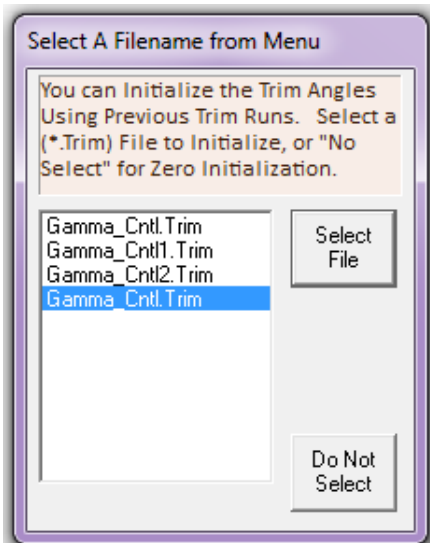 Select A Filename from Menu
You can Initialize the Trim Angles
Using Previous Trim Runs. Select a
(*.Trim) File to Initialize, or "No
Select" for Zero Initialization.
Gamma_Cntl.Trim
Gamma_Cntl1.Trim
Gamma_Cntl2.Trim
Gamma_Cntl.Trim
Select
File
Do Not
Select